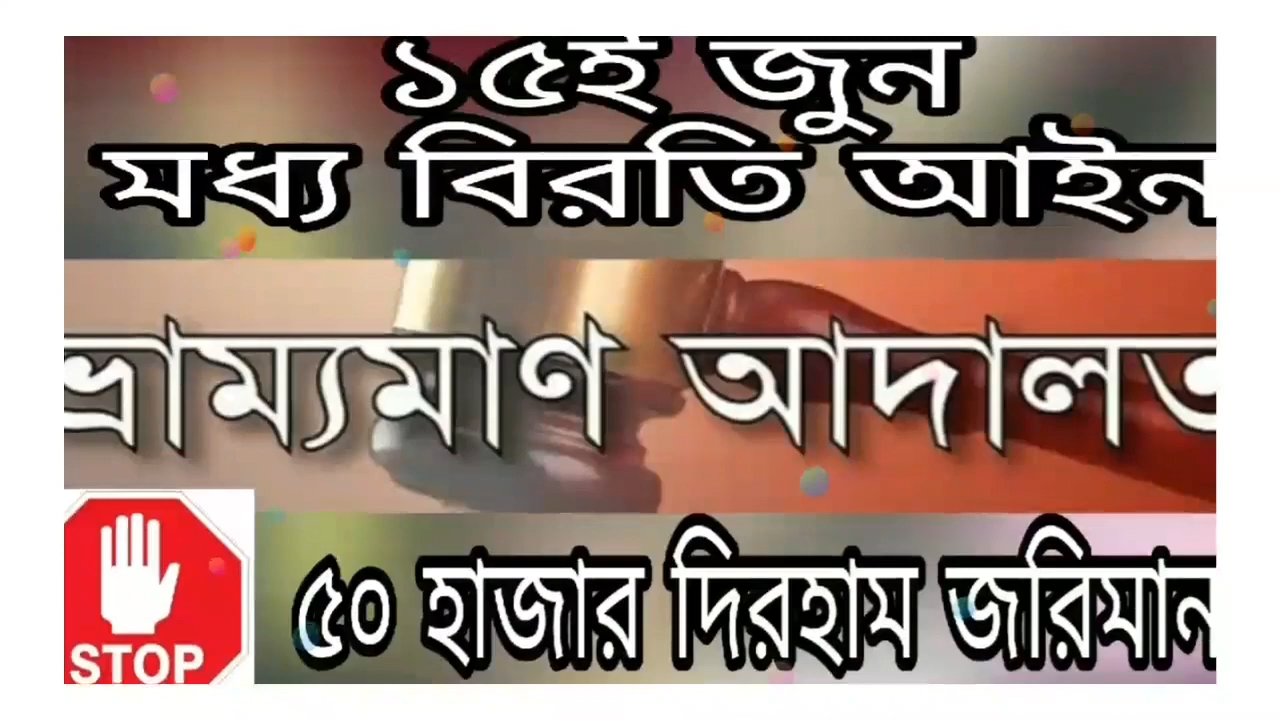 ১৫ই জুন
মধ্য বিরতি আইন
ভ্রাম্যমাণ আদালত
৫০ হাজার দিরহাম জরিমান
STOP